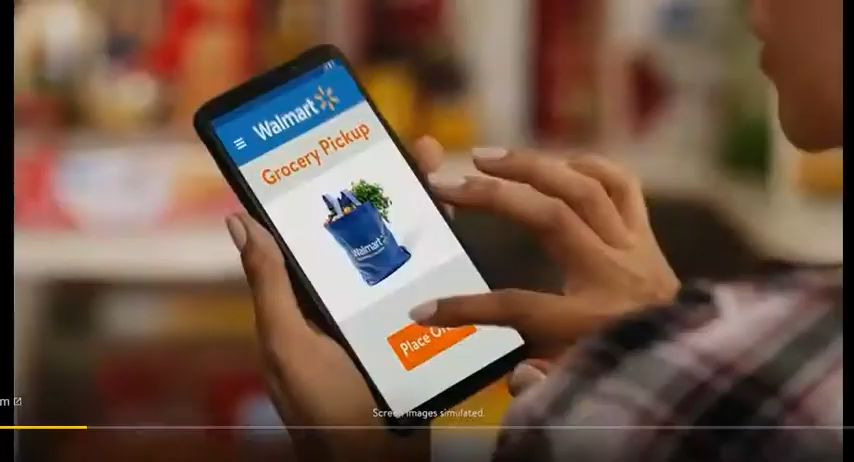 Walmart
Grocery Pickup
Walmart
Place Or
m
Screen images simulated.